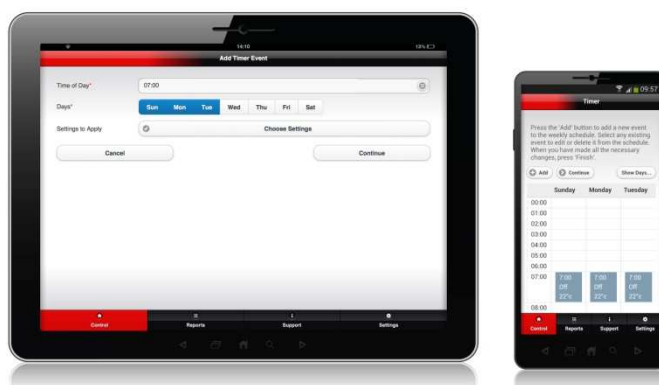 14:10
Add Timer Event
Time of Day* 07:00
Days* Sun Mon Tue Wed Thu Fri Sat
Settings to Apply Choose Settings
Cancel Continue
Control Reports Support Settings
09:57
Timer
Press the 'Add' button to add a new event
to the weekly schedule. Select any existing
event to edit or delete it from the schedule.
When you have made all the necessary
changes, press 'Finish'.
Add Continue Show Days...
Sunday Monday Tuesday
00:00
01:00
02:00
03:00
04:00
05:00
06:00
07:00 7:00 7:00 7:00
Off Off Off
22°c 22°c 22°c
08:00
Control Reports Support Settings